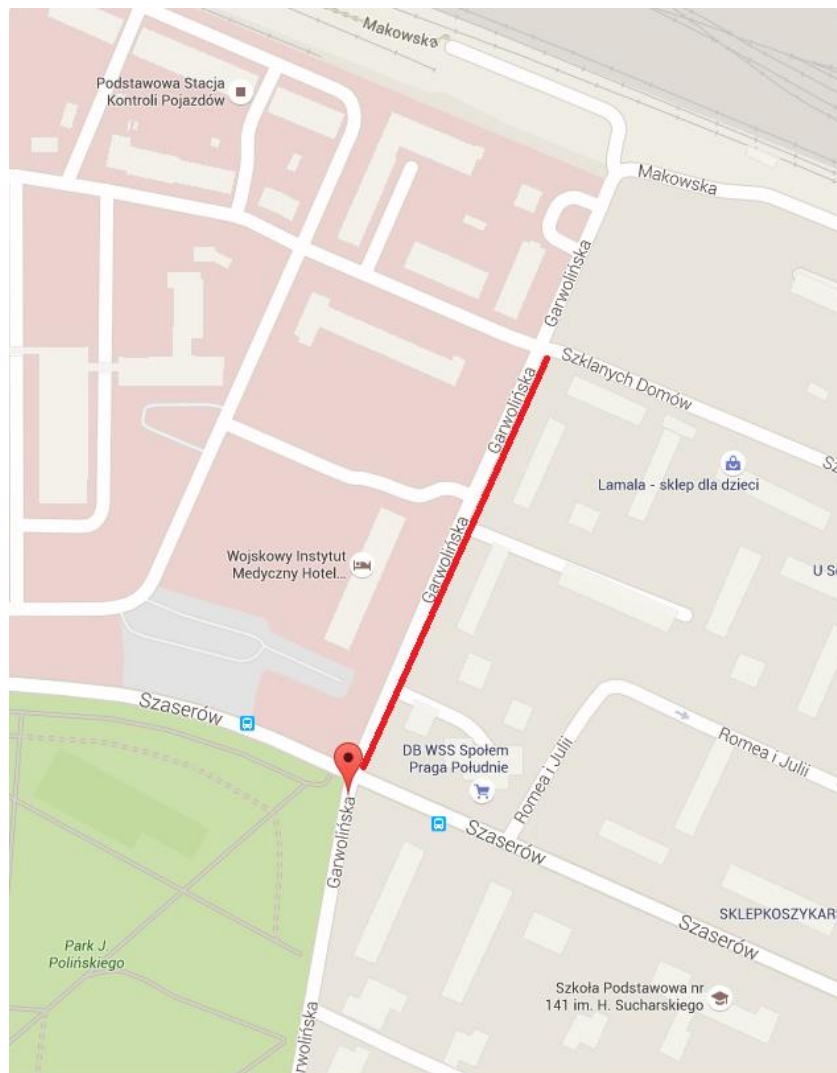 Makowska
Podstawowa Stacja
Kontroli Pojazdów
Makowska
Garwolińska
Szklanych Domów
Garwolińska
Sz
Lamala - sklep dla dzieci
Garwolińska
Wojskowy Instytut
Medyczny Hotel...
U S
Szaserów
Romea i Julii
DB WSS Społem
Praga Południe
Romea i Julii
Garwolińska
Szaserów
SKLEPKOSZYKAR
Szaserów
Park J
Polińskiego
Szkoła Podstawowa nr
141 im. H. Sucharskiego
rwolińska